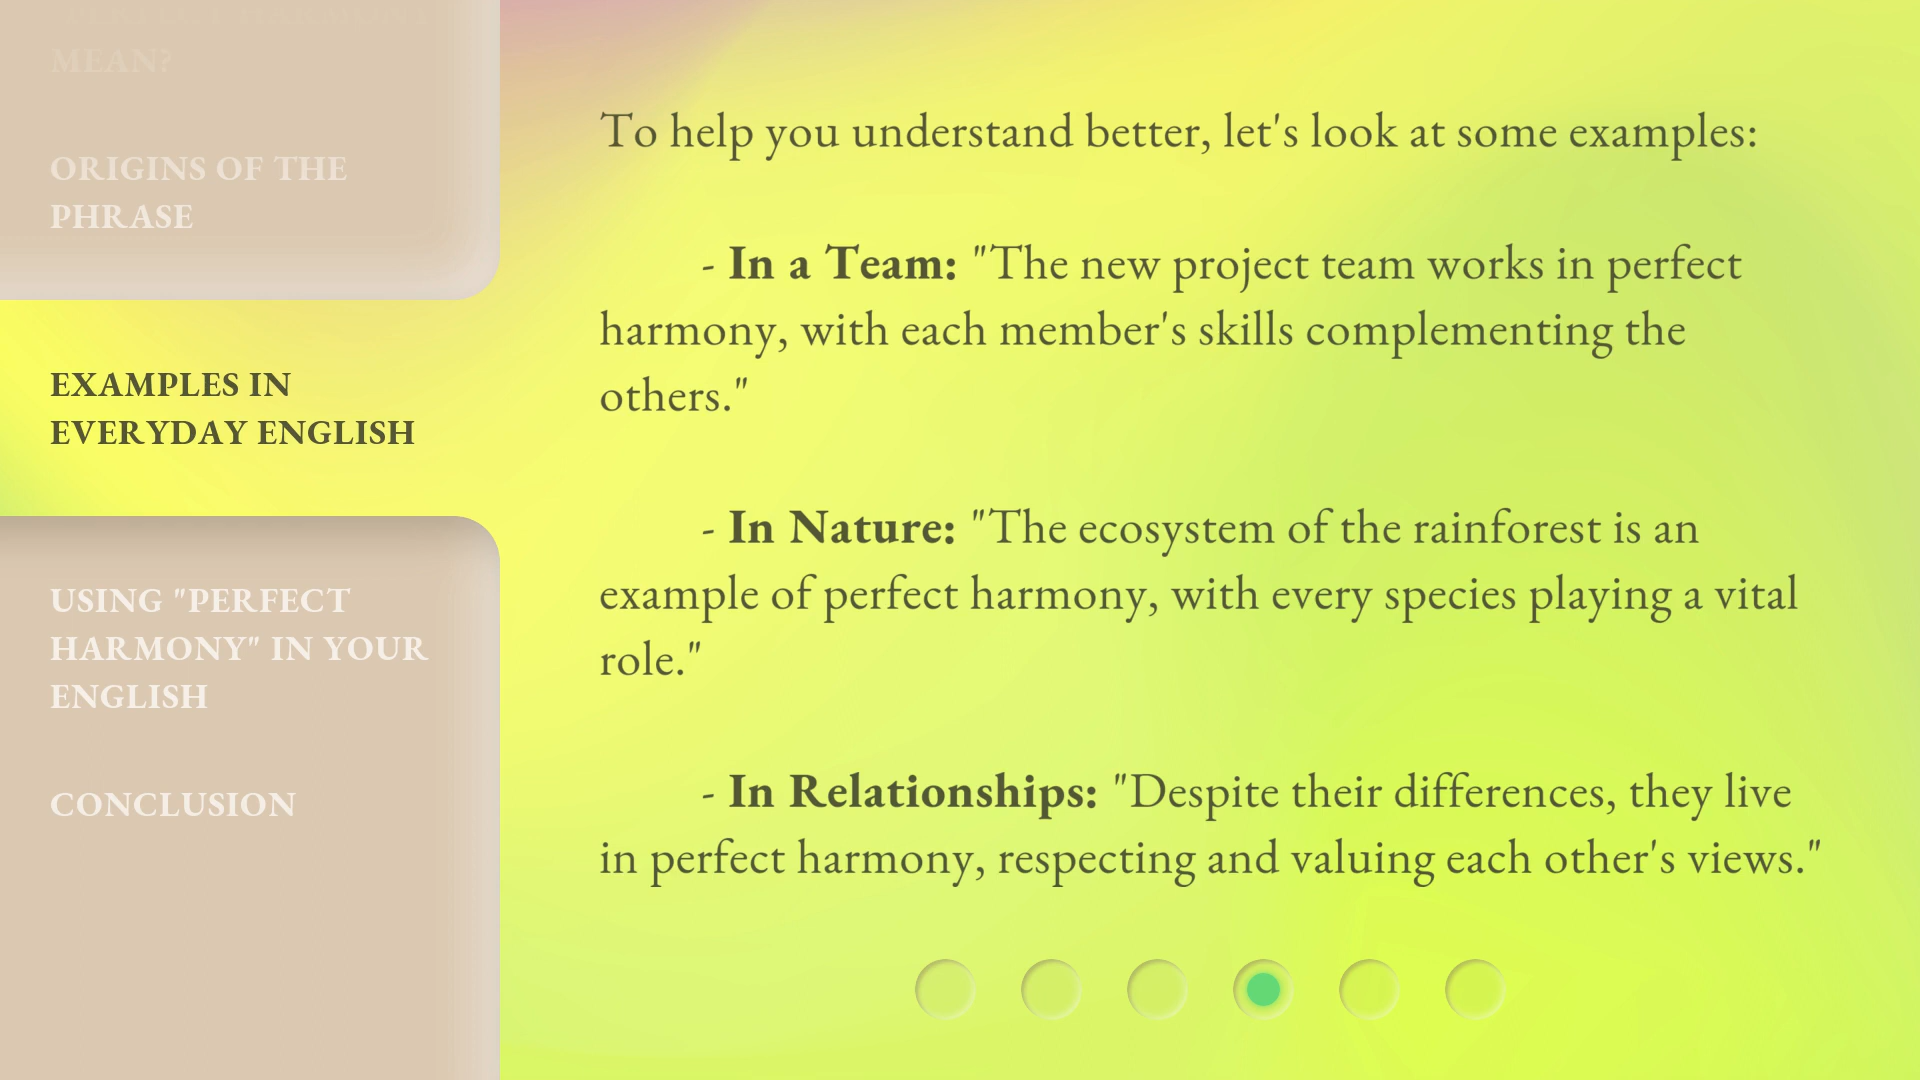 PERFECT HARMONY"
MEAN?
ORIGINS OF THE
PHRASE
EXAMPLES IN
EVERYDAY ENGLISH
USING "PERFECT
HARMONY" IN YOUR
ENGLISH
CONCLUSION
To help you understand better, let's look at some examples:
- In a Team: "The new project team works in perfect
harmony, with each member's skills complementing the
others."
- In Nature: "The ecosystem of the rainforest is an
example of perfect harmony, with every species playing a vital
role."
- In Relationships: "Despite their differences, they live
in perfect harmony, respecting and valuing each other's views."